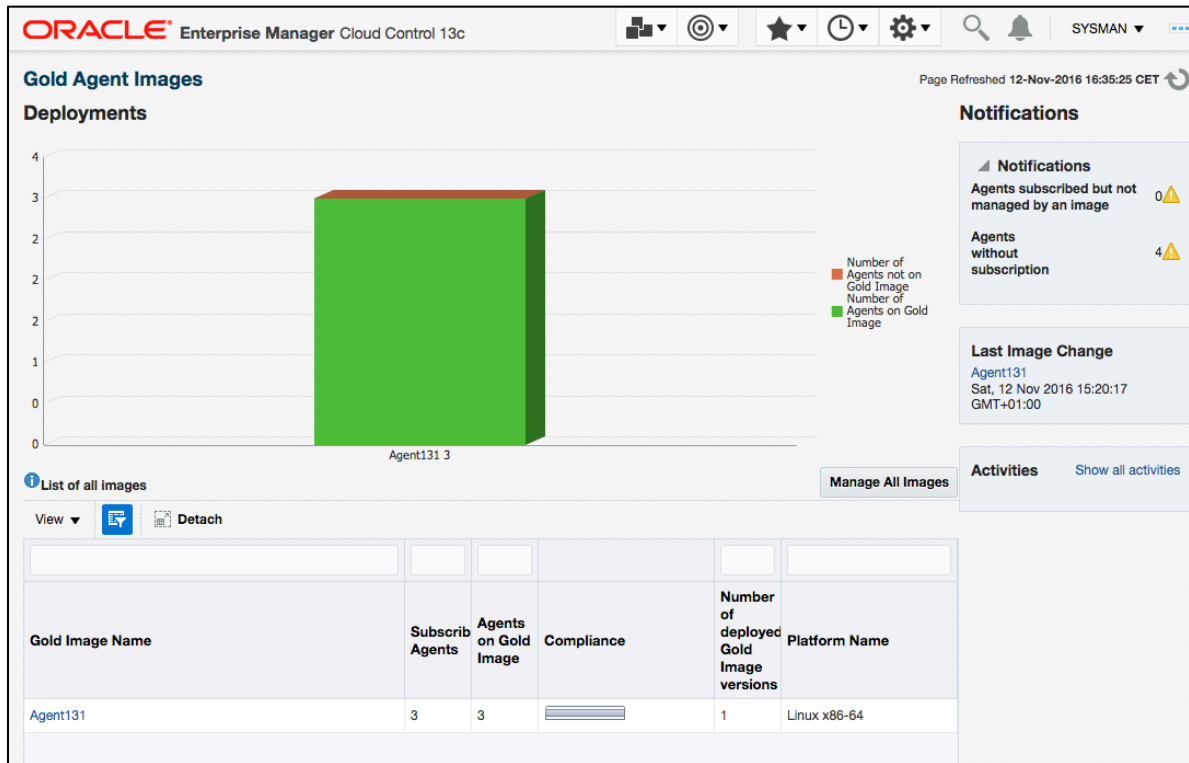 ORACLE Enterprise Manager Cloud Control 13c
SYSMAN
Gold Agent Images
Page Refreshed 12-Nov-2016 16:35:25 CET
Deployments
4
3
2
2
2
1
0
0
Agent131 3
Number of
Agents not on
Gold Image
Number of
Agents on Gold
Image
Notifications
Notifications
Agents subscribed but not
managed by an image
0
Agents
without
subscription
4
Last Image Change
Agent131
Sat, 12 Nov 2016 15:20:17
GMT+01:00
Activities
Show all activities
List of all images
Manage All Images
View
Detach
Gold Image Name
Subscrib
Agents
Agents
on Gold
Image
Compliance
Number
of
deployed
Gold
Image
versions
Platform Name
Agent131
3
3
1
Linux x86-64